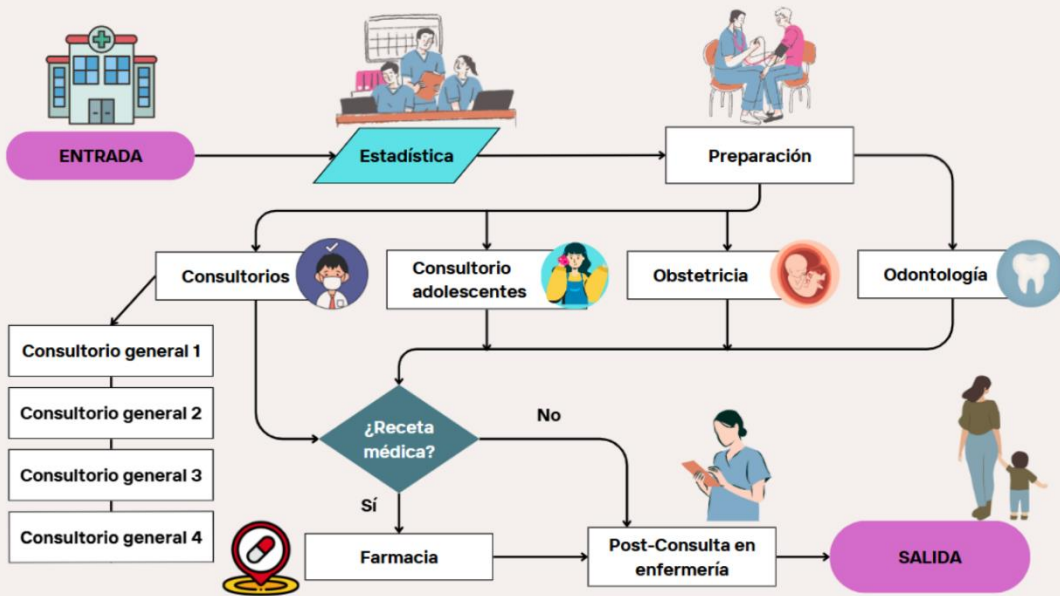 ENTRADA
Estadística
Preparación
Consultorios
Consultorio
adolescentes
Obstetricia
Odontología
Consultorio general 1
Consultorio general 2
Consultorio general 3
Consultorio general 4
¿Receta
médica?
No
Sí
Farmacia
Post-Consulta en
enfermería
SALIDA